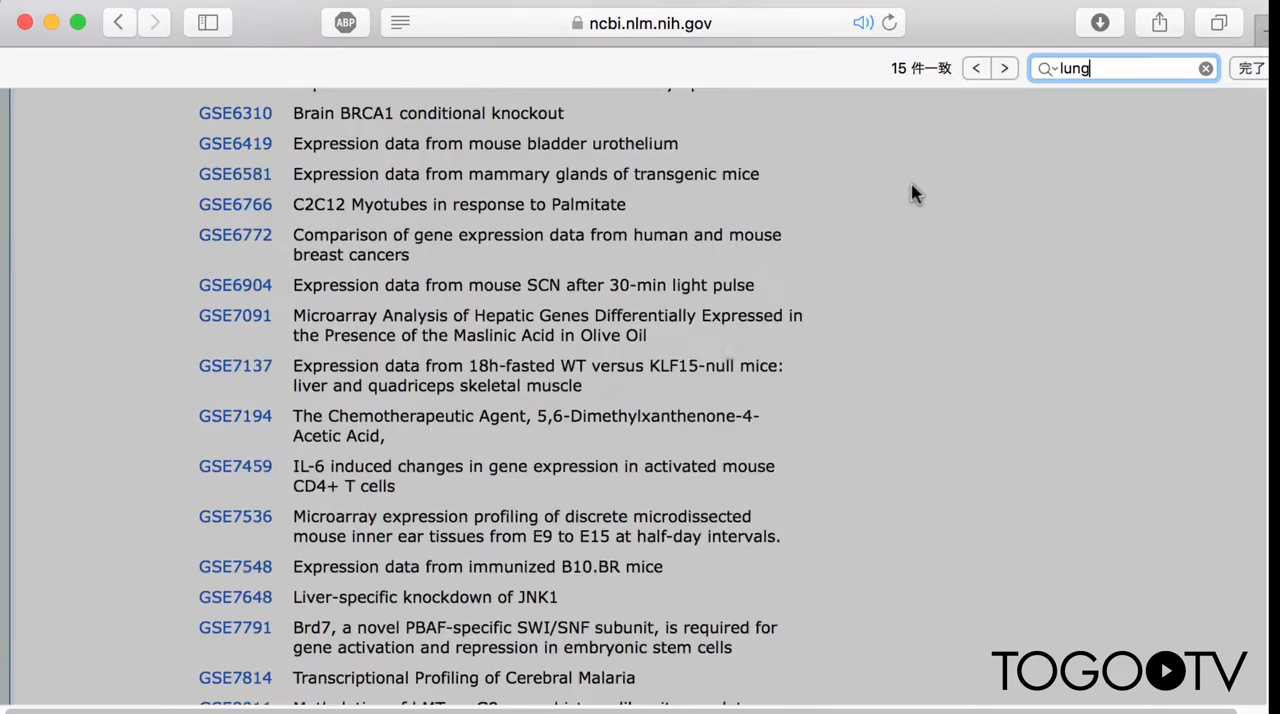 ABP
ncbi.nlm.nih.gov
15 件一致
lung
完了
GSE6310 Brain BRCA1 conditional knockout
GSE6419 Expression data from mouse bladder urothelium
GSE6581 Expression data from mammary glands of transgenic mice
GSE6766 C2C12 Myotubes in response to Palmitate
GSE6772 Comparison of gene expression data from human and mouse
breast cancers
GSE6904 Expression data from mouse SCN after 30-min light pulse
GSE7091 Microarray Analysis of Hepatic Genes Differentially Expressed in
the Presence of the Maslinic Acid in Olive Oil
GSE7137 Expression data from 18h-fasted WT versus KLF15-null mice:
liver and quadriceps skeletal muscle
GSE7194 The Chemotherapeutic Agent, 5,6-Dimethylxanthenone-4-
Acetic Acid,
GSE7459 IL-6 induced changes in gene expression in activated mouse
CD4+ T cells
GSE7536 Microarray expression profiling of discrete microdissected
mouse inner ear tissues from E9 to E15 at half-day intervals.
GSE7548 Expression data from immunized B10.BR mice
GSE7648 Liver-specific knockdown of JNK1
GSE7791 Brd7, a novel PBAF-specific SWI/SNF subunit, is required for
gene activation and repression in embryonic stem cells
GSE7814 Transcriptional Profiling of Cerebral Malaria
TOGO TV